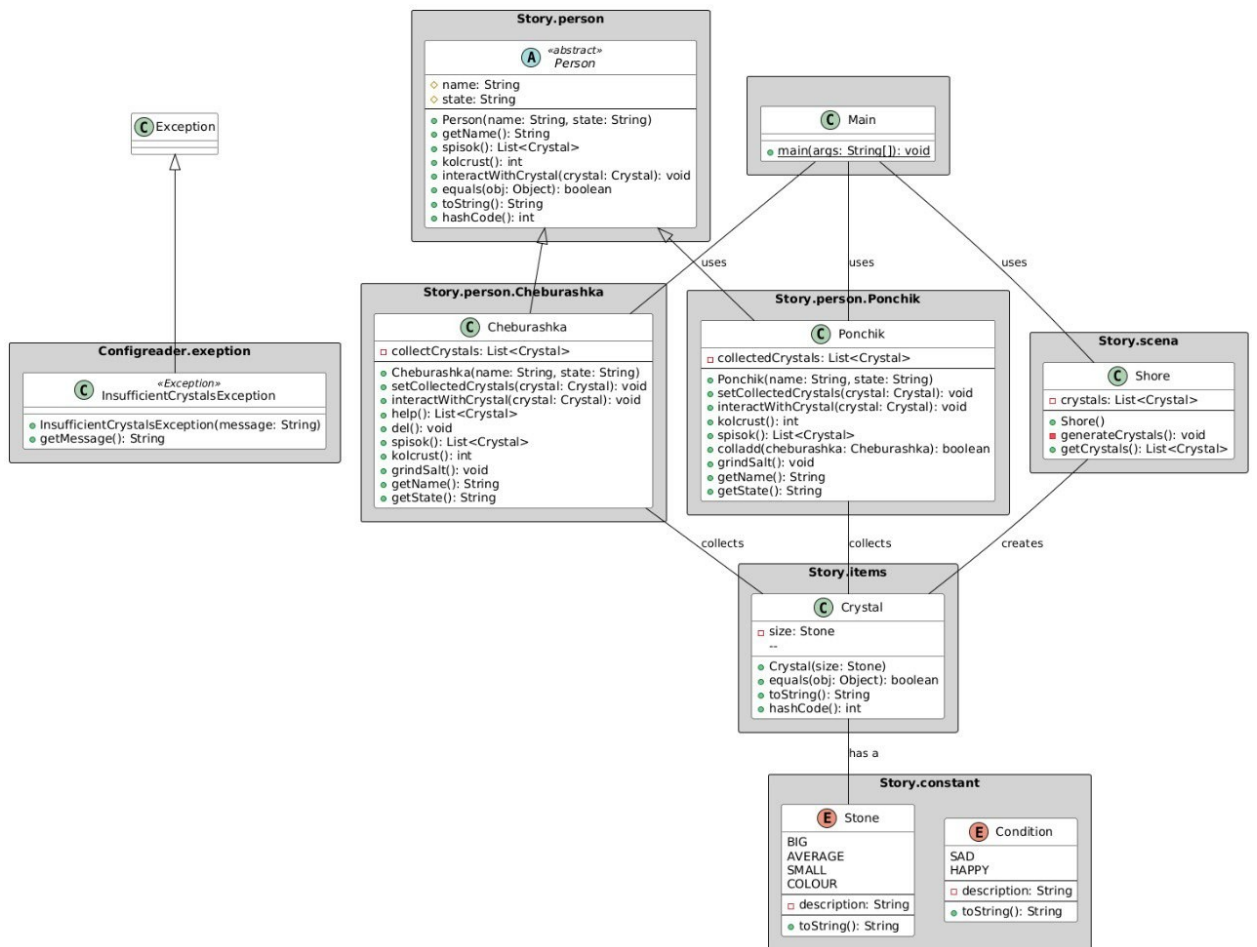 Story.person
A
«abstract»
Person
name: String
state: String
Person(name: String, state: String)
getName(): String
spisok(): List<Crystal>
kolcrust(): int
interactWithCrystal(crystal: Crystal): void
equals(obj: Object): boolean
toString(): String
hashCode(): int
C Main
main(args: String[]): void
C Exception
uses
uses
uses
Configreader.exeption
C
«Exception»
InsufficientCrystalsException
InsufficientCrystalsException(message: String)
getMessage(): String
Story.person.Cheburashka
C Cheburashka
collectCrystals: List<Crystal>
Cheburashka(name: String, state: String)
setCollectedCrystals(crystal: Crystal): void
interactWithCrystal(crystal: Crystal): void
help(): List<Crystal>
del(): void
spisok(): List<Crystal>
kolcrust(): int
grindSalt(): void
getName(): String
getState(): String
Story.person.Ponchik
C Ponchik
collectedCrystals: List<Crystal>
Ponchik(name: String, state: String)
setCollectedCrystals(crystal: Crystal): void
interactWithCrystal(crystal: Crystal): void
kolcrust(): int
spisok(): List<Crystal>
colladd(cheburashka: Cheburashka): boolean
grindSalt(): void
getName(): String
getState(): String
Story.scena
C Shore
crystals: List<Crystal>
Shore()
generateCrystals(): void
getCrystals(): List<Crystal>
collects
collects
creates
Story.items
C Crystal
size: Stone
--
Crystal(size: Stone)
equals(obj: Object): boolean
toString(): String
hashCode(): int
has a
Story.constant
E Stone
BIG
AVERAGE
SMALL
COLOUR
description: String
toString(): String
E Condition
SAD
HAPPY
description: String
toString(): String